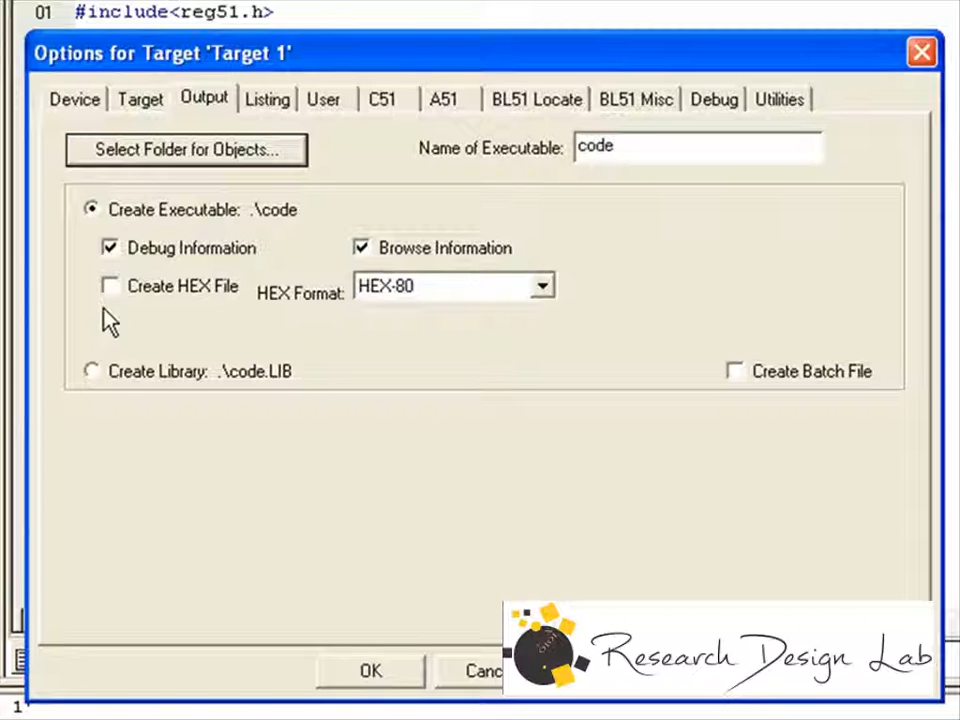 01 #include<reg51.h>
Options for Target 'Target 1'
Device Target Output Listing User C51 A51 BL51 Locate BL51 Misc Debug Utilities
Select Folder for Objects... Name of Executable: code
Create Executable: .\code
Debug Information Browse Information
Create HEX File HEX Format: HEX-80
Create Library: .\code.LIB Create Batch File
Research Design Lab
OK Canc
1